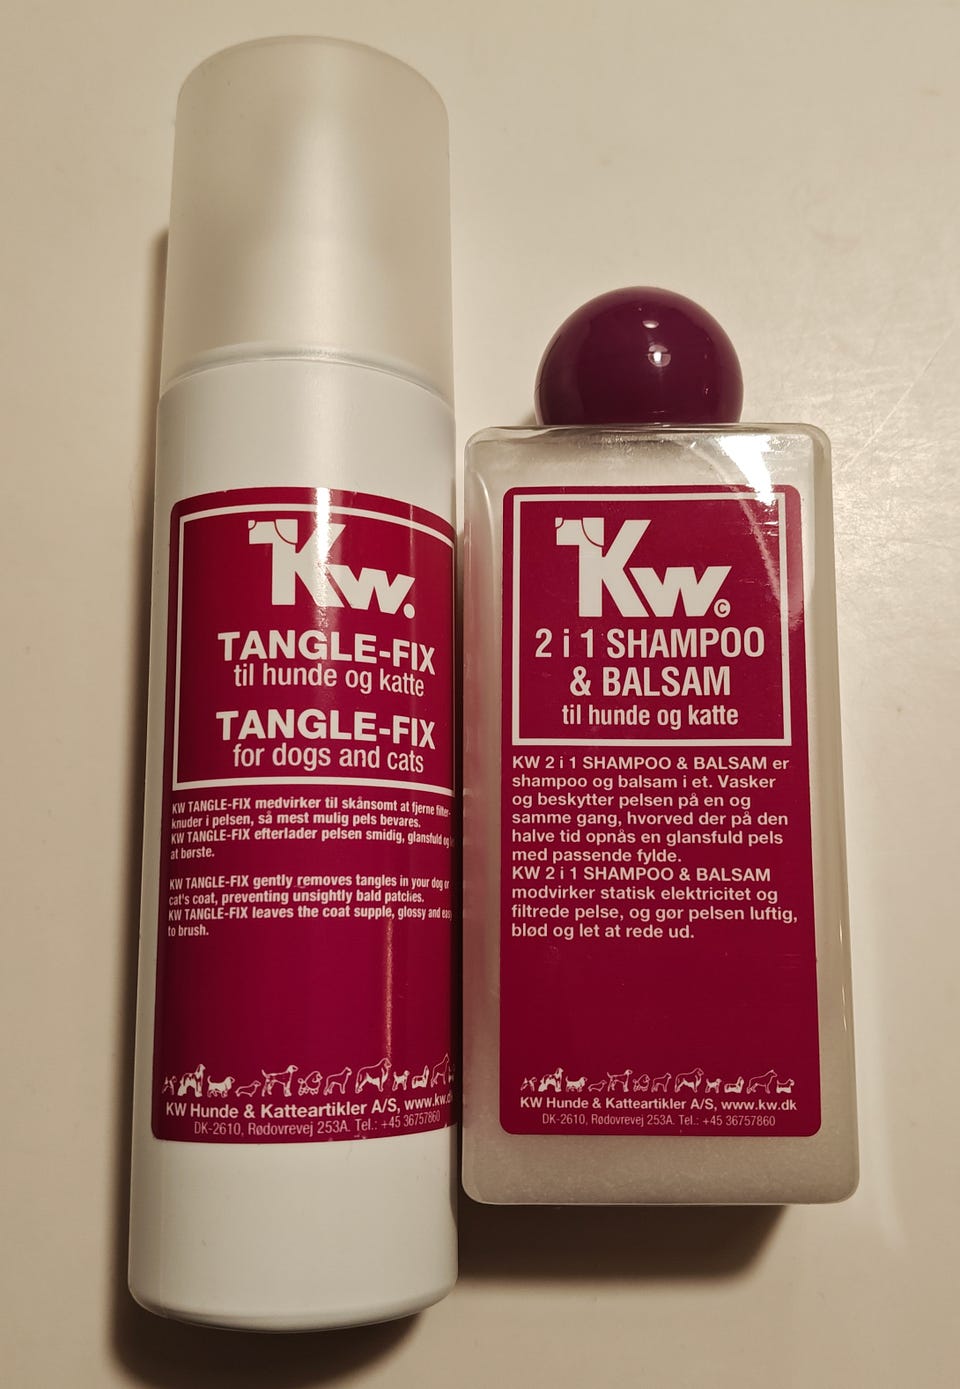 Kw.
TANGLE-FIX
til hunde og katte
TANGLE-FIX
for dogs and cats
KW TANGLE-FIX medvirker til skånsomt at fjerne filter-
knuder i pelsen, så mest mulig pels bevares.
KW TANGLE-FIX efterlader pelsen smidig, glansfuld og
at børste.
KW TANGLE-FIX gently removes tangles in your dog or
cat's coat, preventing unsightly bald patches.
KW TANGLE-FIX leaves the coat supple, glossy and easy
to brush.
KW Hunde & Katteartikler A/S, www.kw.d
DK-2610, Rødovrevej 253A. Tel.: +45 36757860
Kw.©
2 i 1 SHAMPOO
& BALSAM
til hunde og katte
KW 2 i 1 SHAMPOO & BALSAM er
shampoo og balsam i et. Vasker
og beskytter pelsen på en og
samme gang, hvorved der på den
halve tid opnås en glansfuld pels
med passende fylde.
KW 2 i 1 SHAMPOO & BALSAM
modvirker statisk elektricitet og
filtrede pelse, og gør pelsen luftig,
blød og let at rede ud.
KW Hunde & Katteartikler A/S, www.kw.dk
DK-2610, Rødovrevej 253A. Tel.: +45 36757860